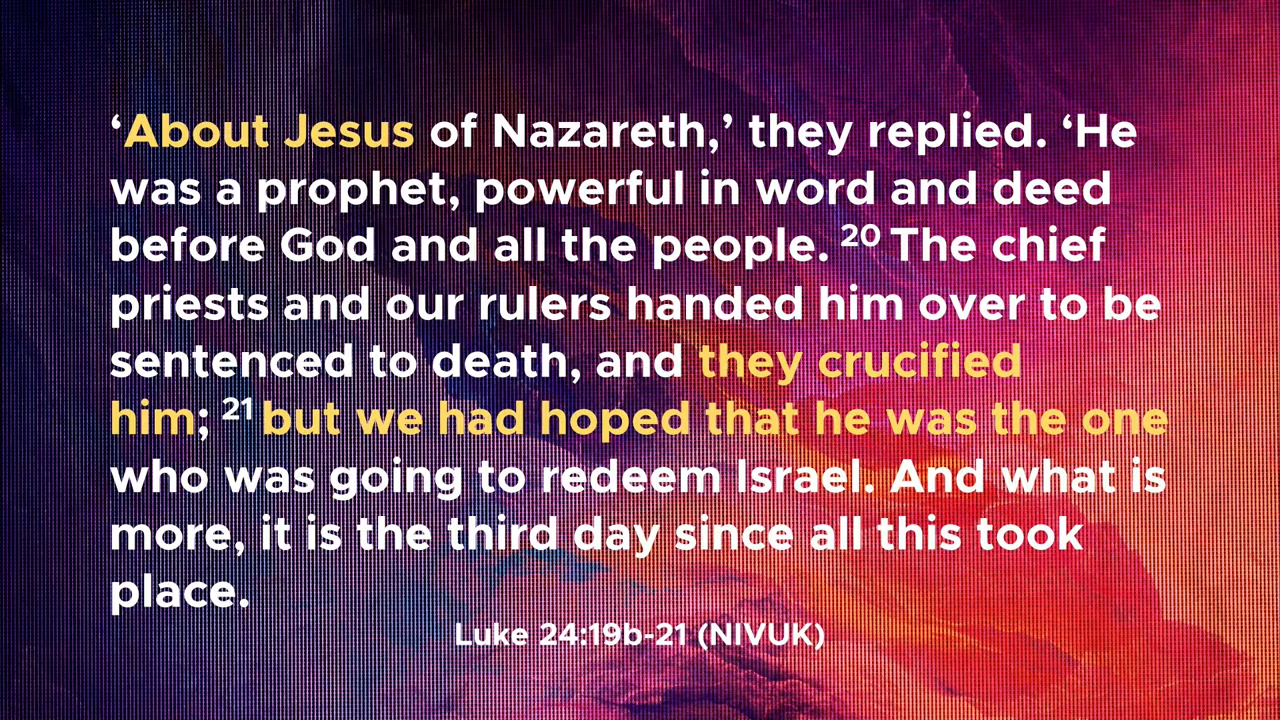 ‘About Jesus of Nazareth,’ they replied. ‘He
was a prophet, powerful in word and deed
before God and all the people. ²⁰ The chief
priests and our rulers handed him over to be
sentenced to death, and they crucified
him; ²¹ but we had hoped that he was the one
who was going to redeem Israel. And what is
more, it is the third day since all this took
place.
Luke 24:19b-21 (NIVUK)